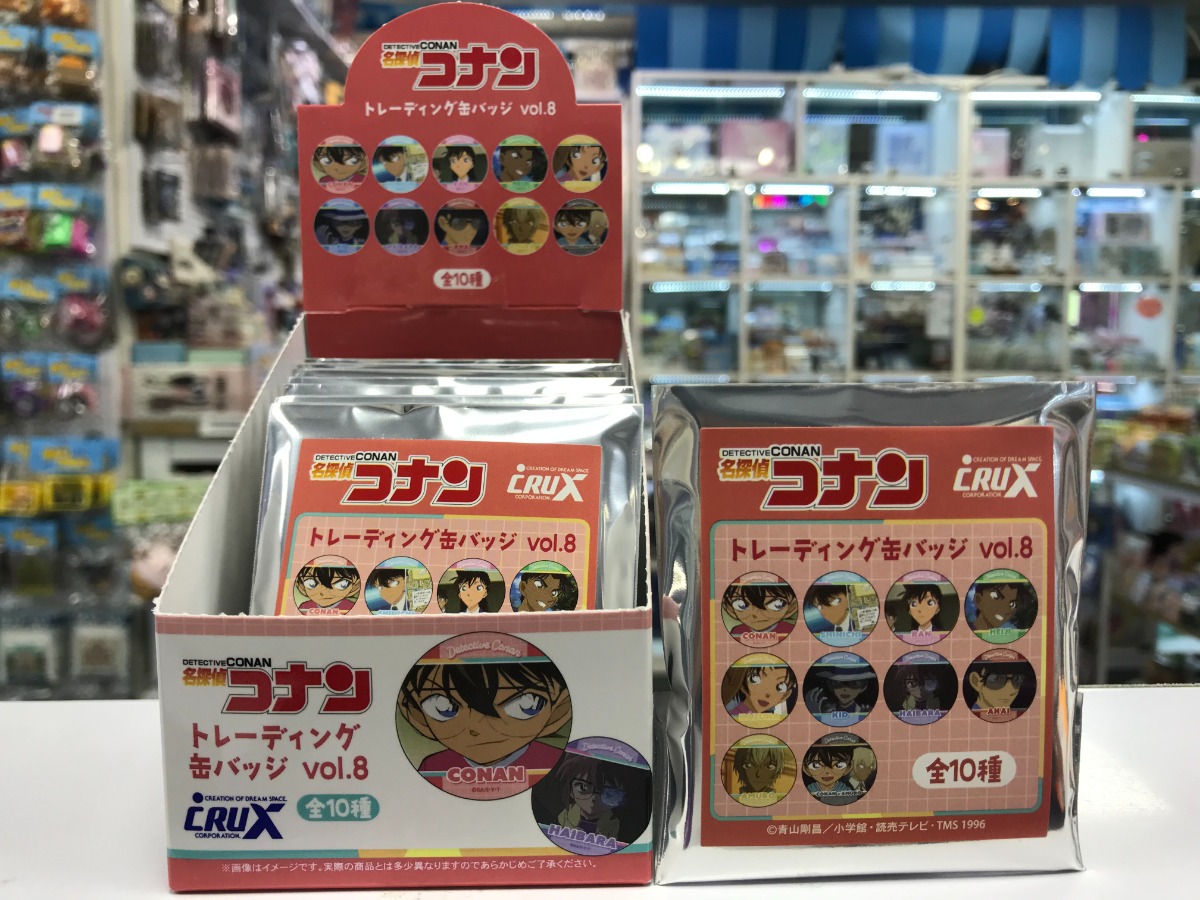 DETECTIVE CONAN
名探偵コナン
トレーディング缶バッジ vol.8
全10種
DETECTIVE CONAN
名探偵コナン
CREATION OF DREAM SPACE.
CRUX
CORPORATION.
トレーディング缶バッジ vol.8
CONAN
DETECTIVE CONAN
名探偵コナン
トレーディング
缶バッジ vol.8
CREATION OF DREAM SPACE.
CRUX
CORPORATION.
全10種
Detective Conan
CONAN
Detective Conan
HAIBARA
※画像はイメージです。実際の商品とは多少異なりますのであらかじめご了承ください。
DETECTIVE CONAN
名探偵コナン
CREATION OF DREAM SPACE.
CRUX
CORPORATION.
トレーディング缶バッジ vol.8
CONAN
SHINICHI
RAN
HEIJI
KID
HAIBARA
AKAI
AMURO
CONAN & AMURO
全10種
©青山剛昌／小学館・読売テレビ・TMS 1996